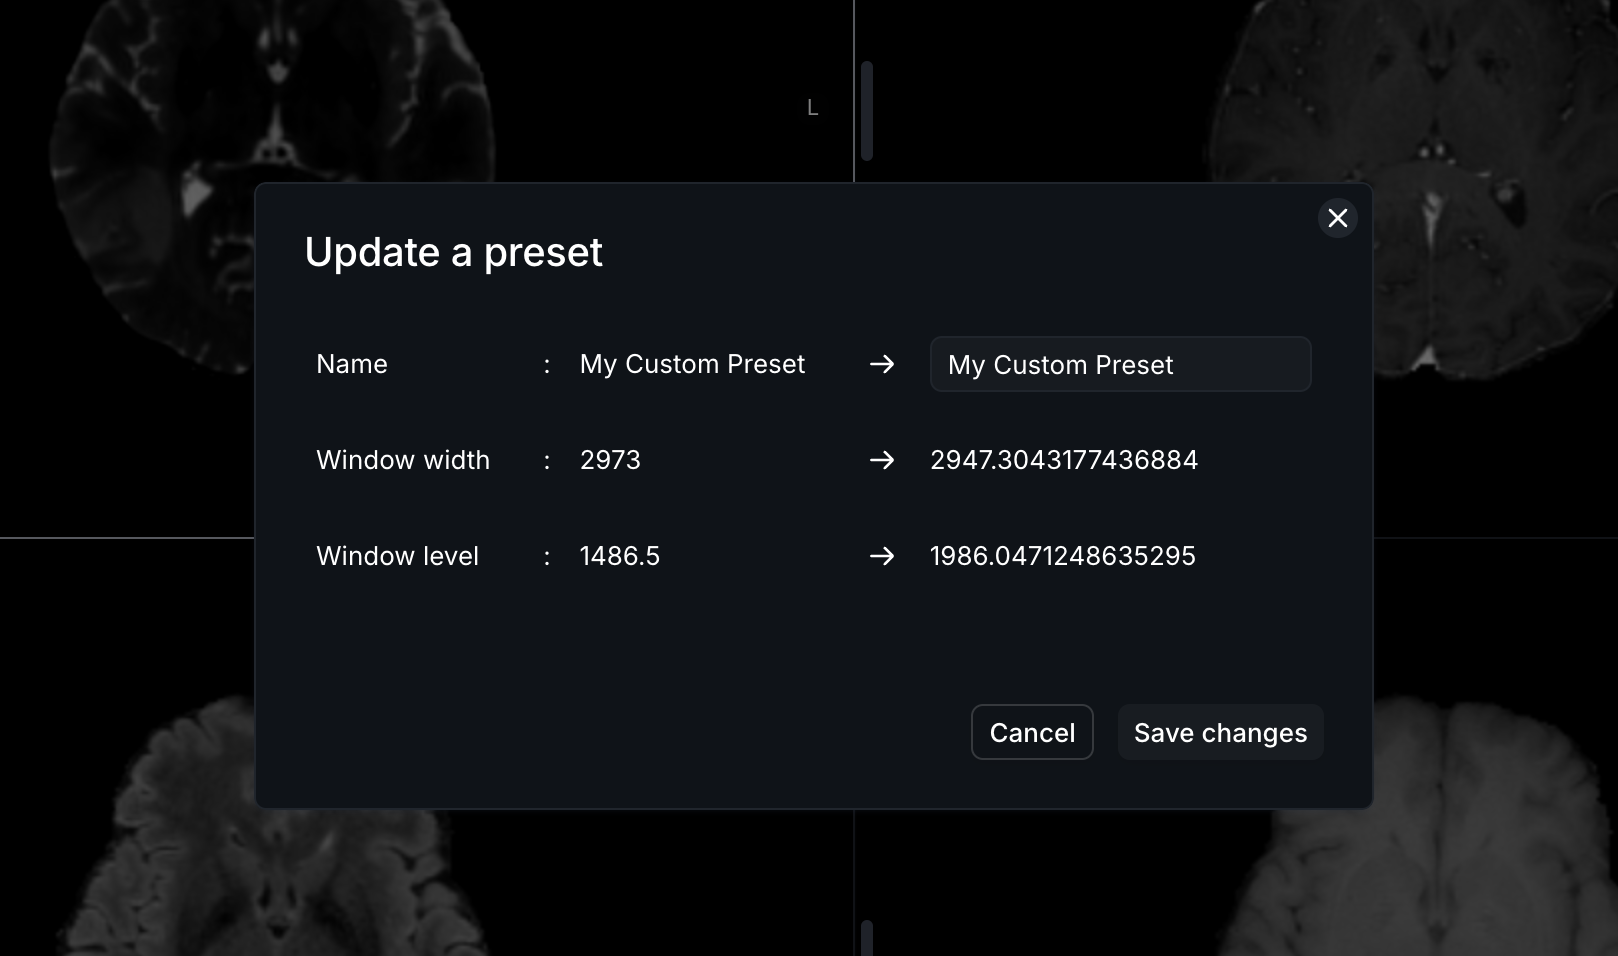 L
Update a preset
Name : My Custom Preset → My Custom Preset
Window width : 2973 → 2947.3043177436884
Window level : 1486.5 → 1986.0471248635295
Cancel Save changes